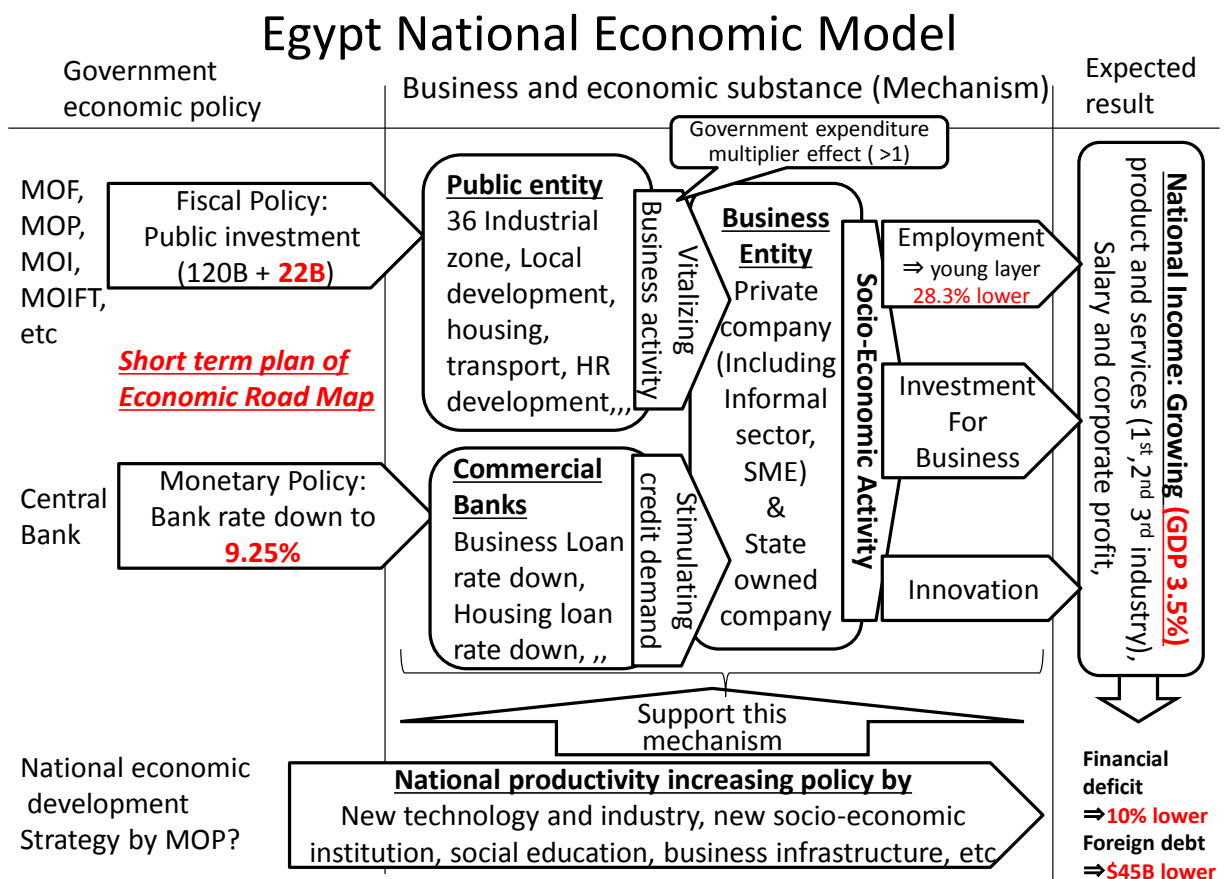 Egypt National Economic Model
Government
economic policy
Business and economic substance (Mechanism)
Expected
result
Government expenditure
multiplier effect ( >1)
MOF,
MOP,
MOI,
MOIFT,
etc
Fiscal Policy:
Public investment
(120B + 22B)
Short term plan of
Economic Road Map
Public entity
36 Industrial
zone, Local
development,
housing,
transport, HR
development,,,
Vitalizing
Business activity
Business
Entity
Private
company
(Including
Informal
sector,
SME)
&
State
owned
company
Socio-Economic Activity
Employment
⇒ young layer
28.3% lower
Investment
For
Business
Innovation
National Income: Growing (GDP 3.5%)
product and services (1st,2nd 3rd industry),
Salary and corporate profit,
Central
Bank
Monetary Policy:
Bank rate down to
9.25%
Commercial
Banks
Business Loan
rate down,
Housing loan
rate down, ,,
Stimulating
credit demand
Support this
mechanism
National economic
development
Strategy by MOP?
National productivity increasing policy by
New technology and industry, new socio-economic
institution, social education, business infrastructure, etc
Financial
deficit
⇒10% lower
Foreign debt
⇒$45B lower